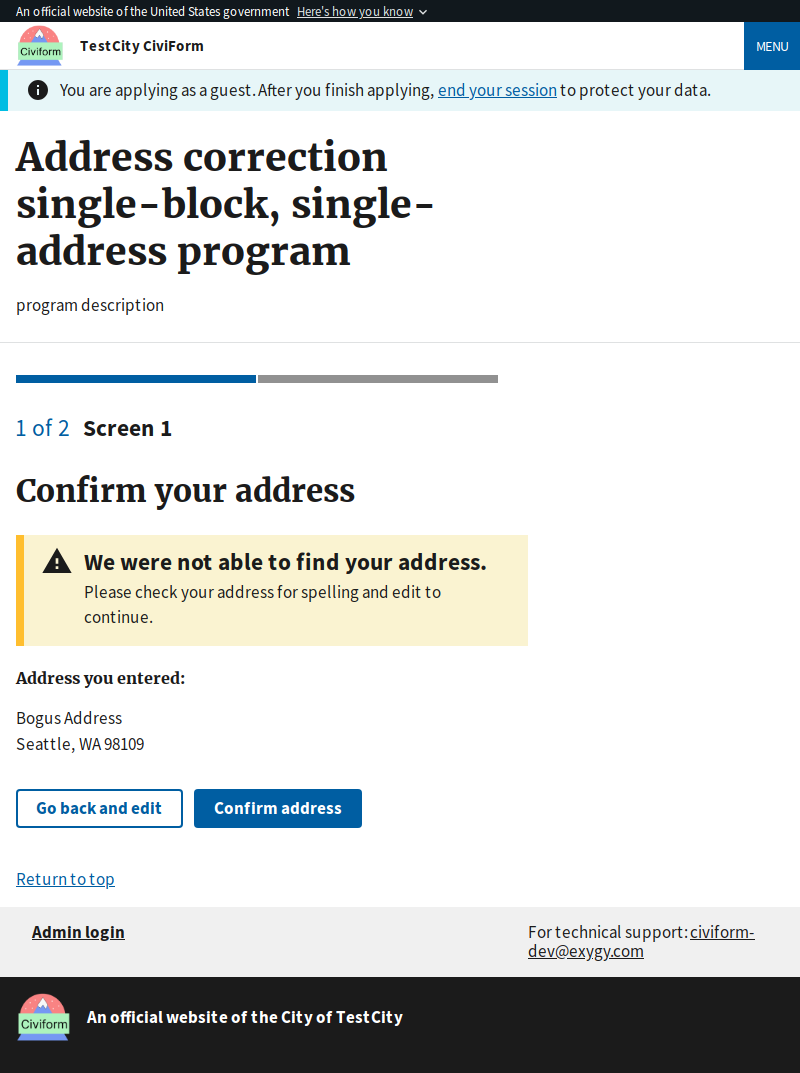 An official website of the United States government Here's how you know
Civiform
TestCity CiviForm
MENU
You are applying as a guest. After you finish applying, end your session to protect your data.
Address correction
single-block, single-
address program
program description
1 of 2 Screen 1
Confirm your address
We were not able to find your address.
Please check your address for spelling and edit to
continue.
Address you entered:
Bogus Address
Seattle, WA 98109
Go back and edit
Confirm address
Return to top
Admin login
For technical support: civiform-
dev@exygy.com
Civiform
An official website of the City of TestCity